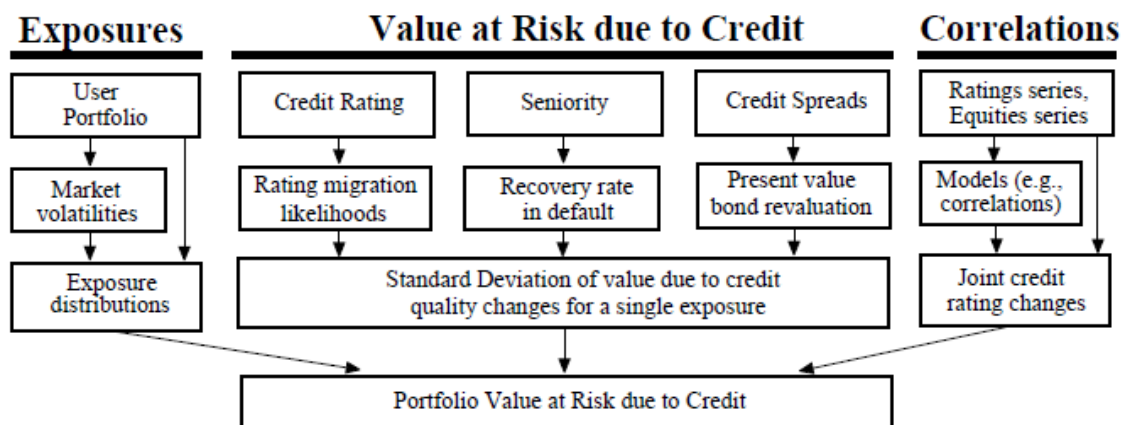 Exposures
Value at Risk due to Credit
Correlations
User
Portfolio
Credit Rating
Seniority
Credit Spreads
Ratings series,
Equities series
Market
volatilities
Rating migration
likelihoods
Recovery rate
in default
Present value
bond revaluation
Models (e.g.,
correlations)
Exposure
distributions
Standard Deviation of value due to credit
quality changes for a single exposure
Joint credit
rating changes
Portfolio Value at Risk due to Credit